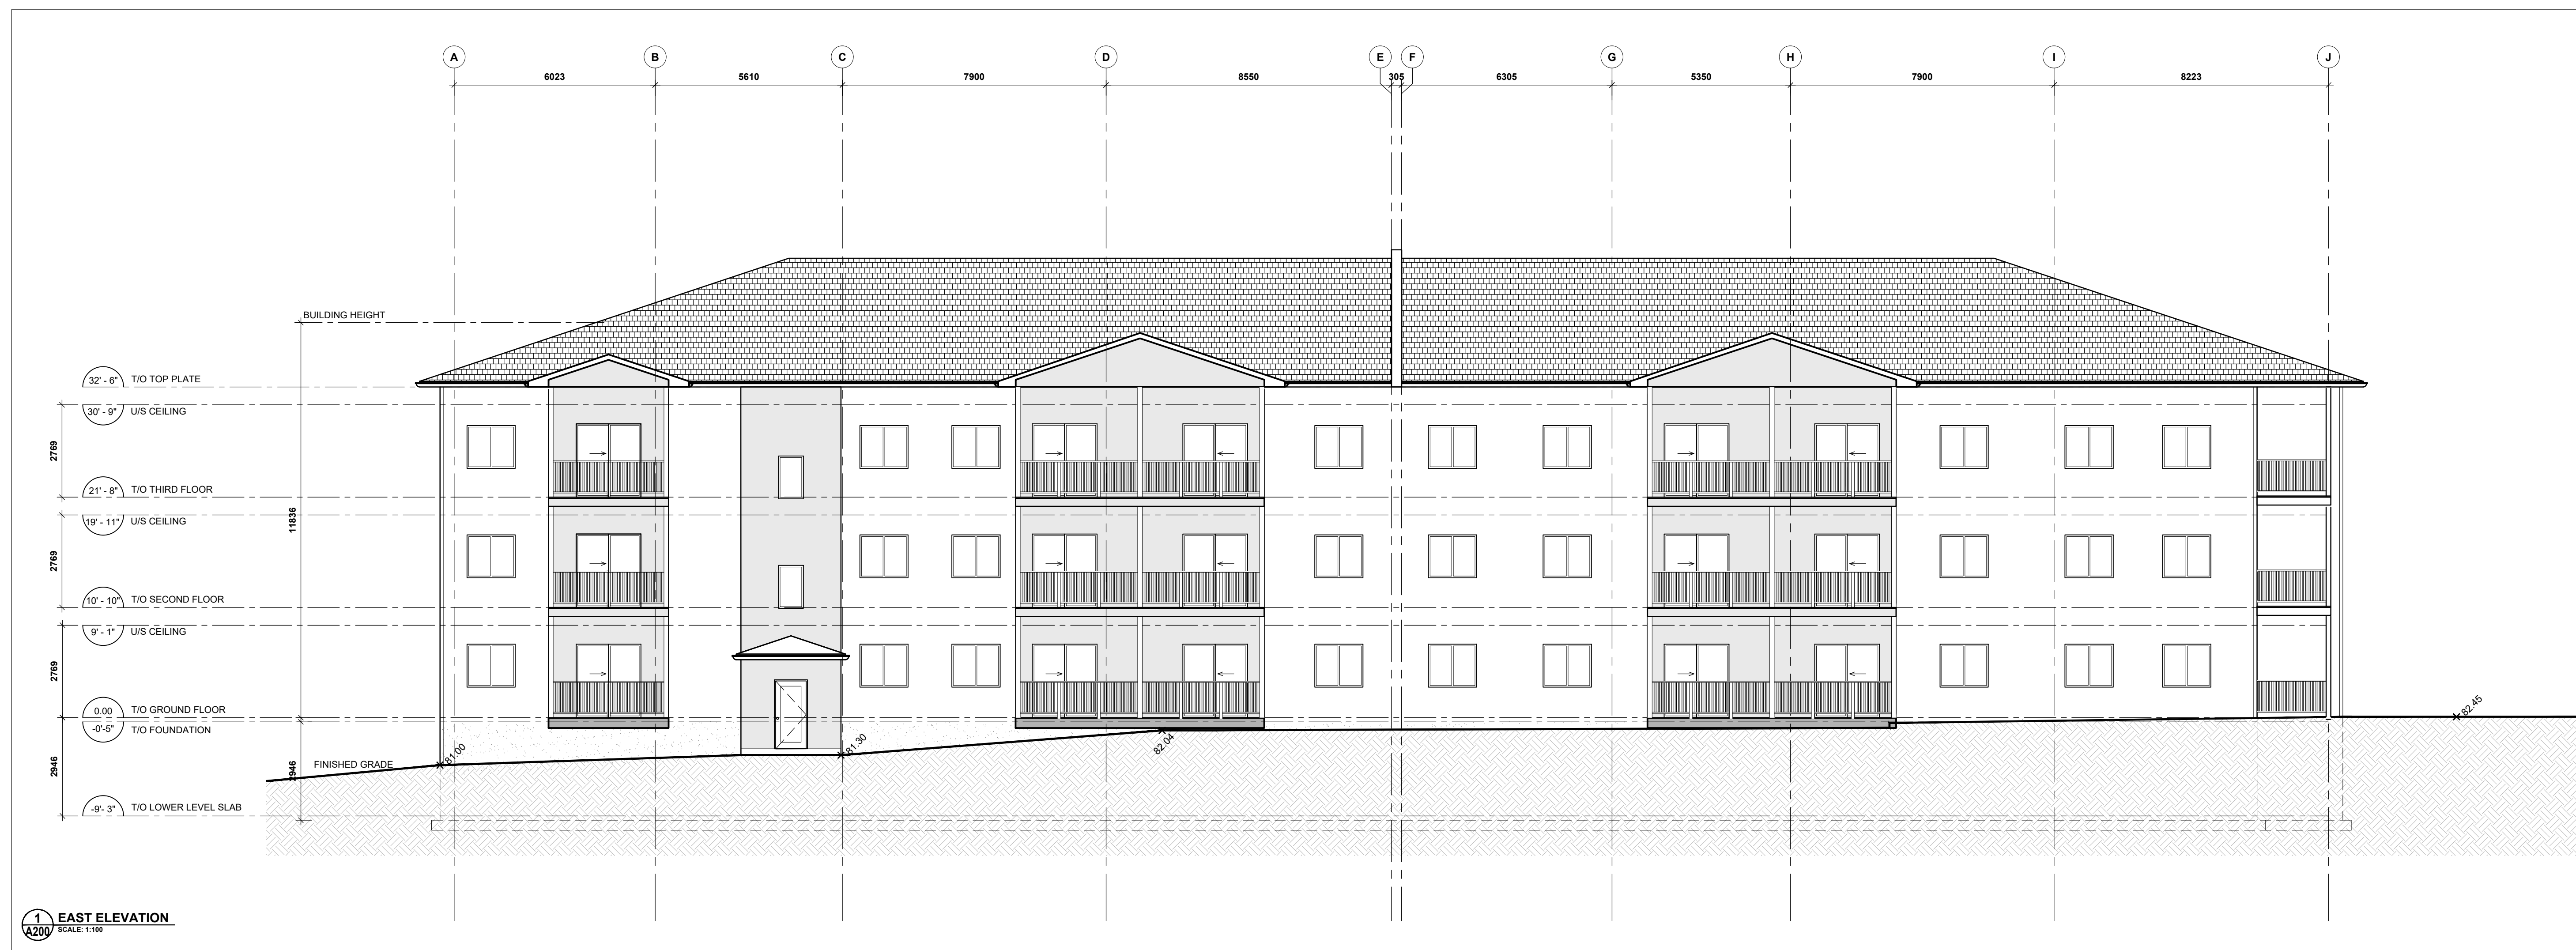 A B C D E F G H I J
6023 5610 7900 8550 305 6305 5350 7900 8223
BUILDING HEIGHT
32' - 6" T/O TOP PLATE
30' - 9" U/S CEILING
2769
21' - 8" T/O THIRD FLOOR
11836
19' - 11" U/S CEILING
2769
10' - 10" T/O SECOND FLOOR
9' - 1" U/S CEILING
2769
0.00 T/O GROUND FLOOR
-0'-5" T/O FOUNDATION
82.45
82.04
81.30
81.00
FINISHED GRADE
2946
2946
-9'- 3" T/O LOWER LEVEL SLAB
1
A200
EAST ELEVATION
SCALE: 1:100